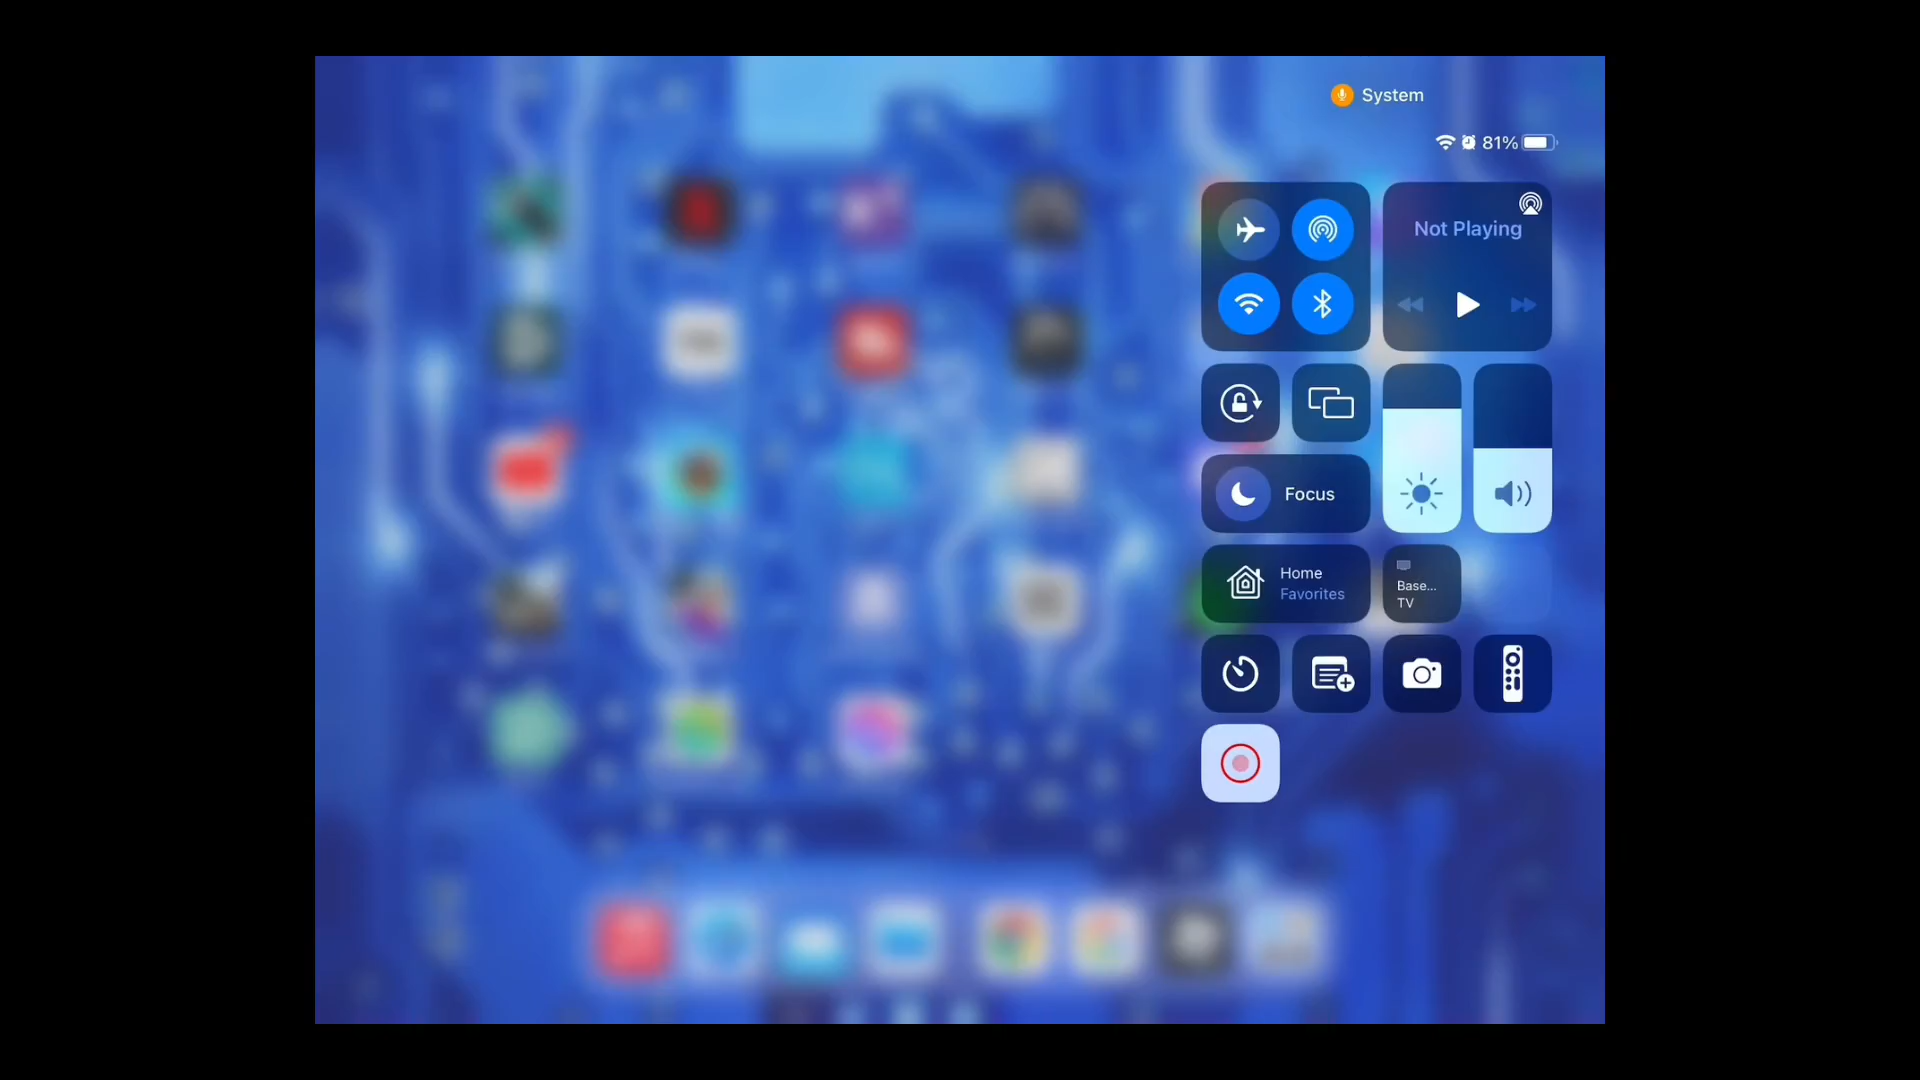 System
81%
Not Playing
Focus
Home
Favorites
Base...
TV